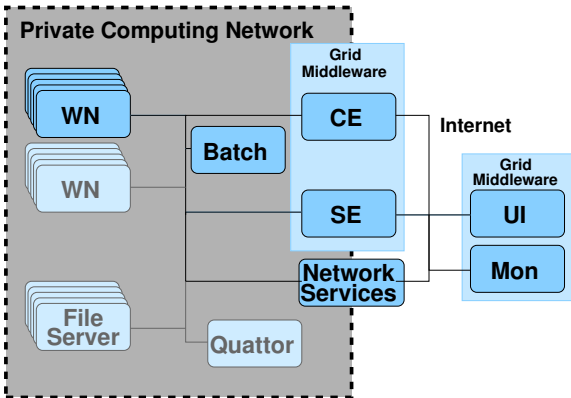 Private Computing Network
Grid
Middleware
WN
CE
Internet
Batch
WN
Grid
Middleware
SE
UI
Network
Services
Mon
File
Server
Quattor